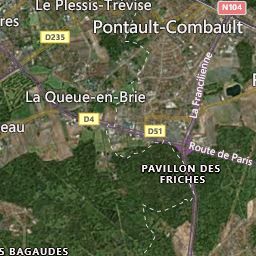 Le Plessis-Trévise
N104
Pontault-Combault
D235
La Francilienne
La Queue-en-Brie
D4
D51
Route de Paris
PAVILLON DES
FRICHES
BAGAUDES